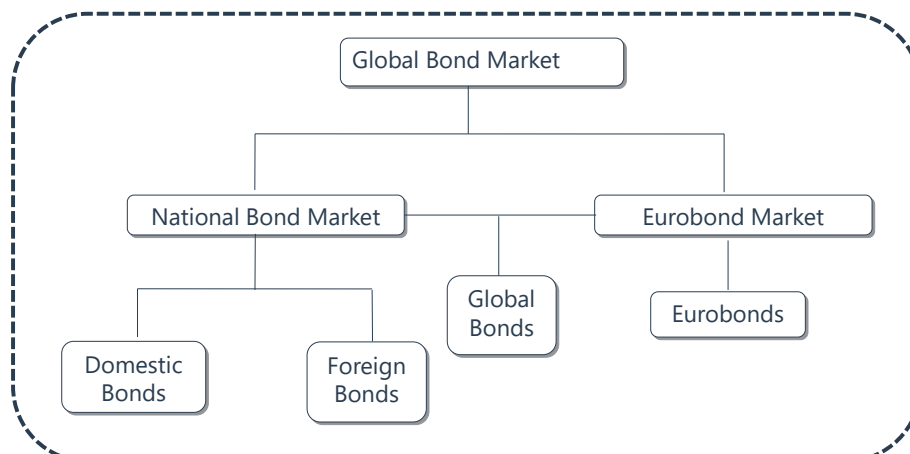 Global Bond Market
National Bond Market
Eurobond Market
Global
Bonds
Eurobonds
Domestic
Bonds
Foreign
Bonds